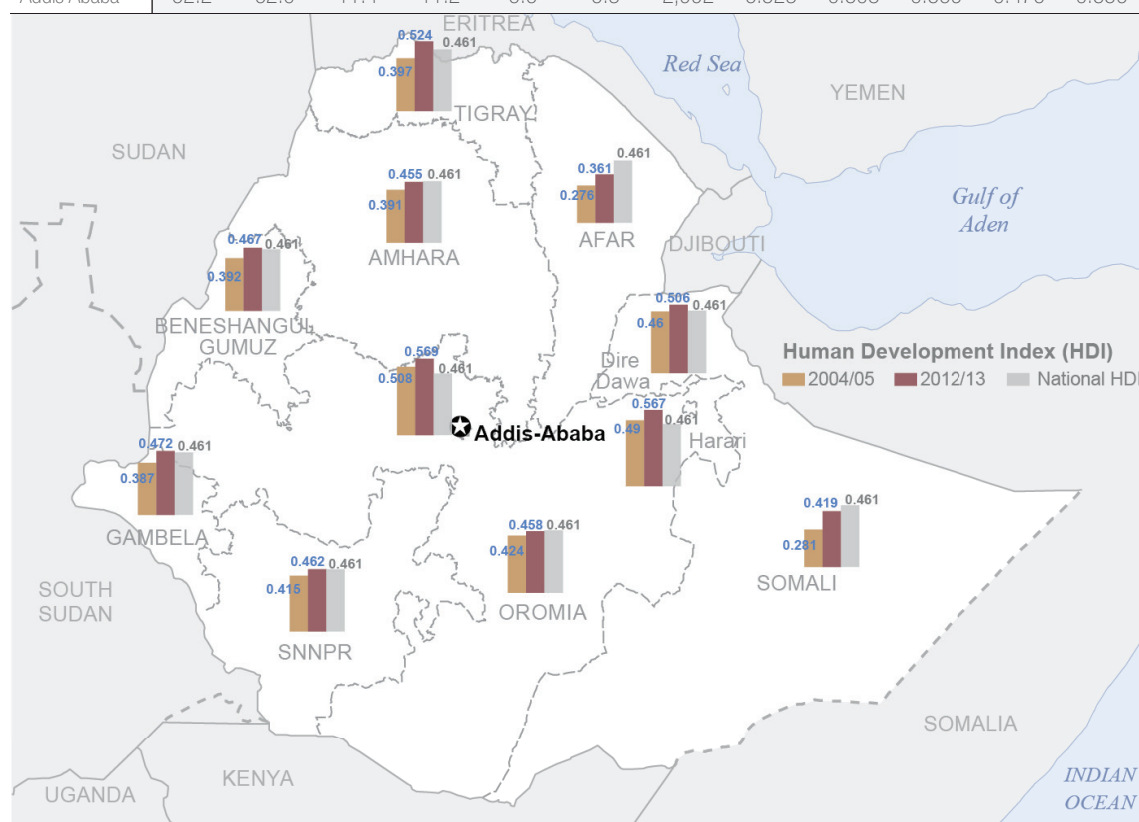 Addis Ababa
ERITREA
0.524
0.461
0.397
TIGRAY
Red Sea
YEMEN
SUDAN
0.455
0.461
0.391
AMHARA
0.461
0.361
0.276
AFAR
Gulf of
Aden
DJIBOUTI
0.467
0.461
0.392
BENESHANGUL
GUMUZ
0.506
0.461
0.46
Dire
Dawa
Human Development Index (HDI)
2004/05
2012/13
National HDI
0.569
0.461
0.508
Addis-Ababa
0.567
0.461
0.49
Harari
0.472
0.461
0.387
GAMBELA
0.419
0.461
0.281
SOMALI
0.458
0.461
0.424
OROMIA
0.462
0.461
0.415
SNNPR
SOUTH
SUDAN
SOMALIA
KENYA
UGANDA
INDIAN
OCEAN